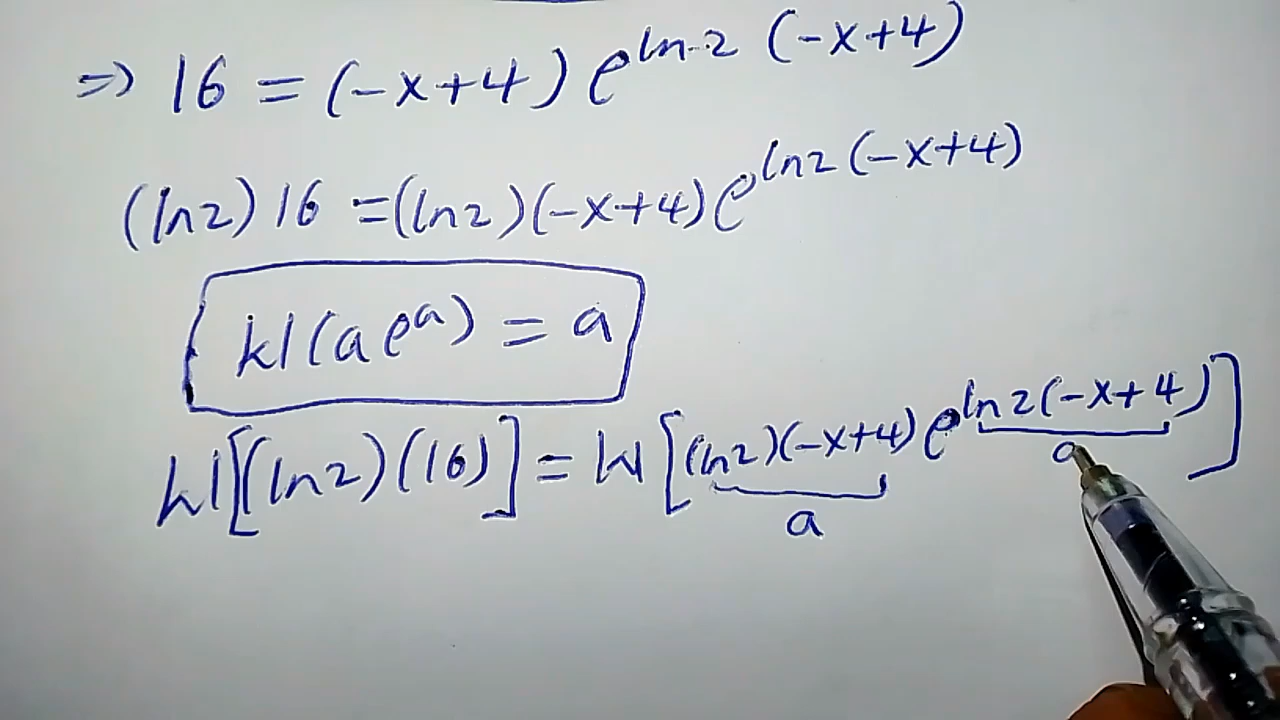 => 16 = (-x+4) e^{ln 2 (-x+4)}
(ln2) 16 = (ln2)(-x+4) e^{ln2 (-x+4)}
W(a e^a) = a
W[(ln2)(16)] = W[(ln2)(-x+4) e^{ln2(-x+4)}]
a a